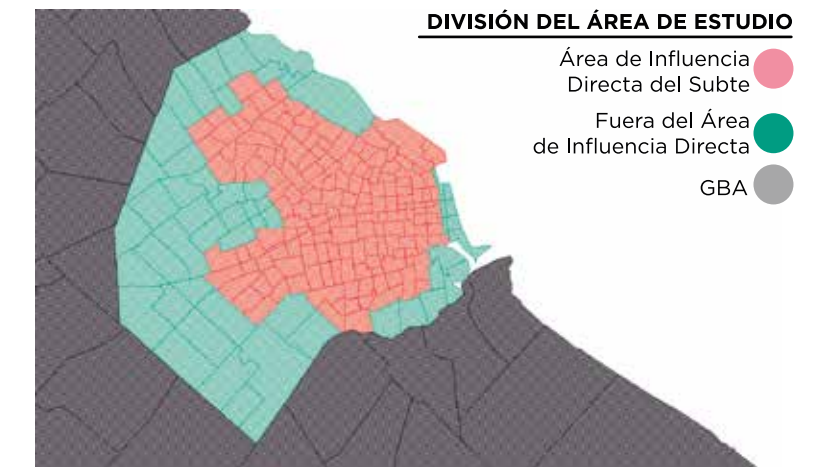 DIVISIÓN DEL ÁREA DE ESTUDIO
Área de Influencia
Directa del Subte
Fuera del Área
de Influencia Directa
GBA